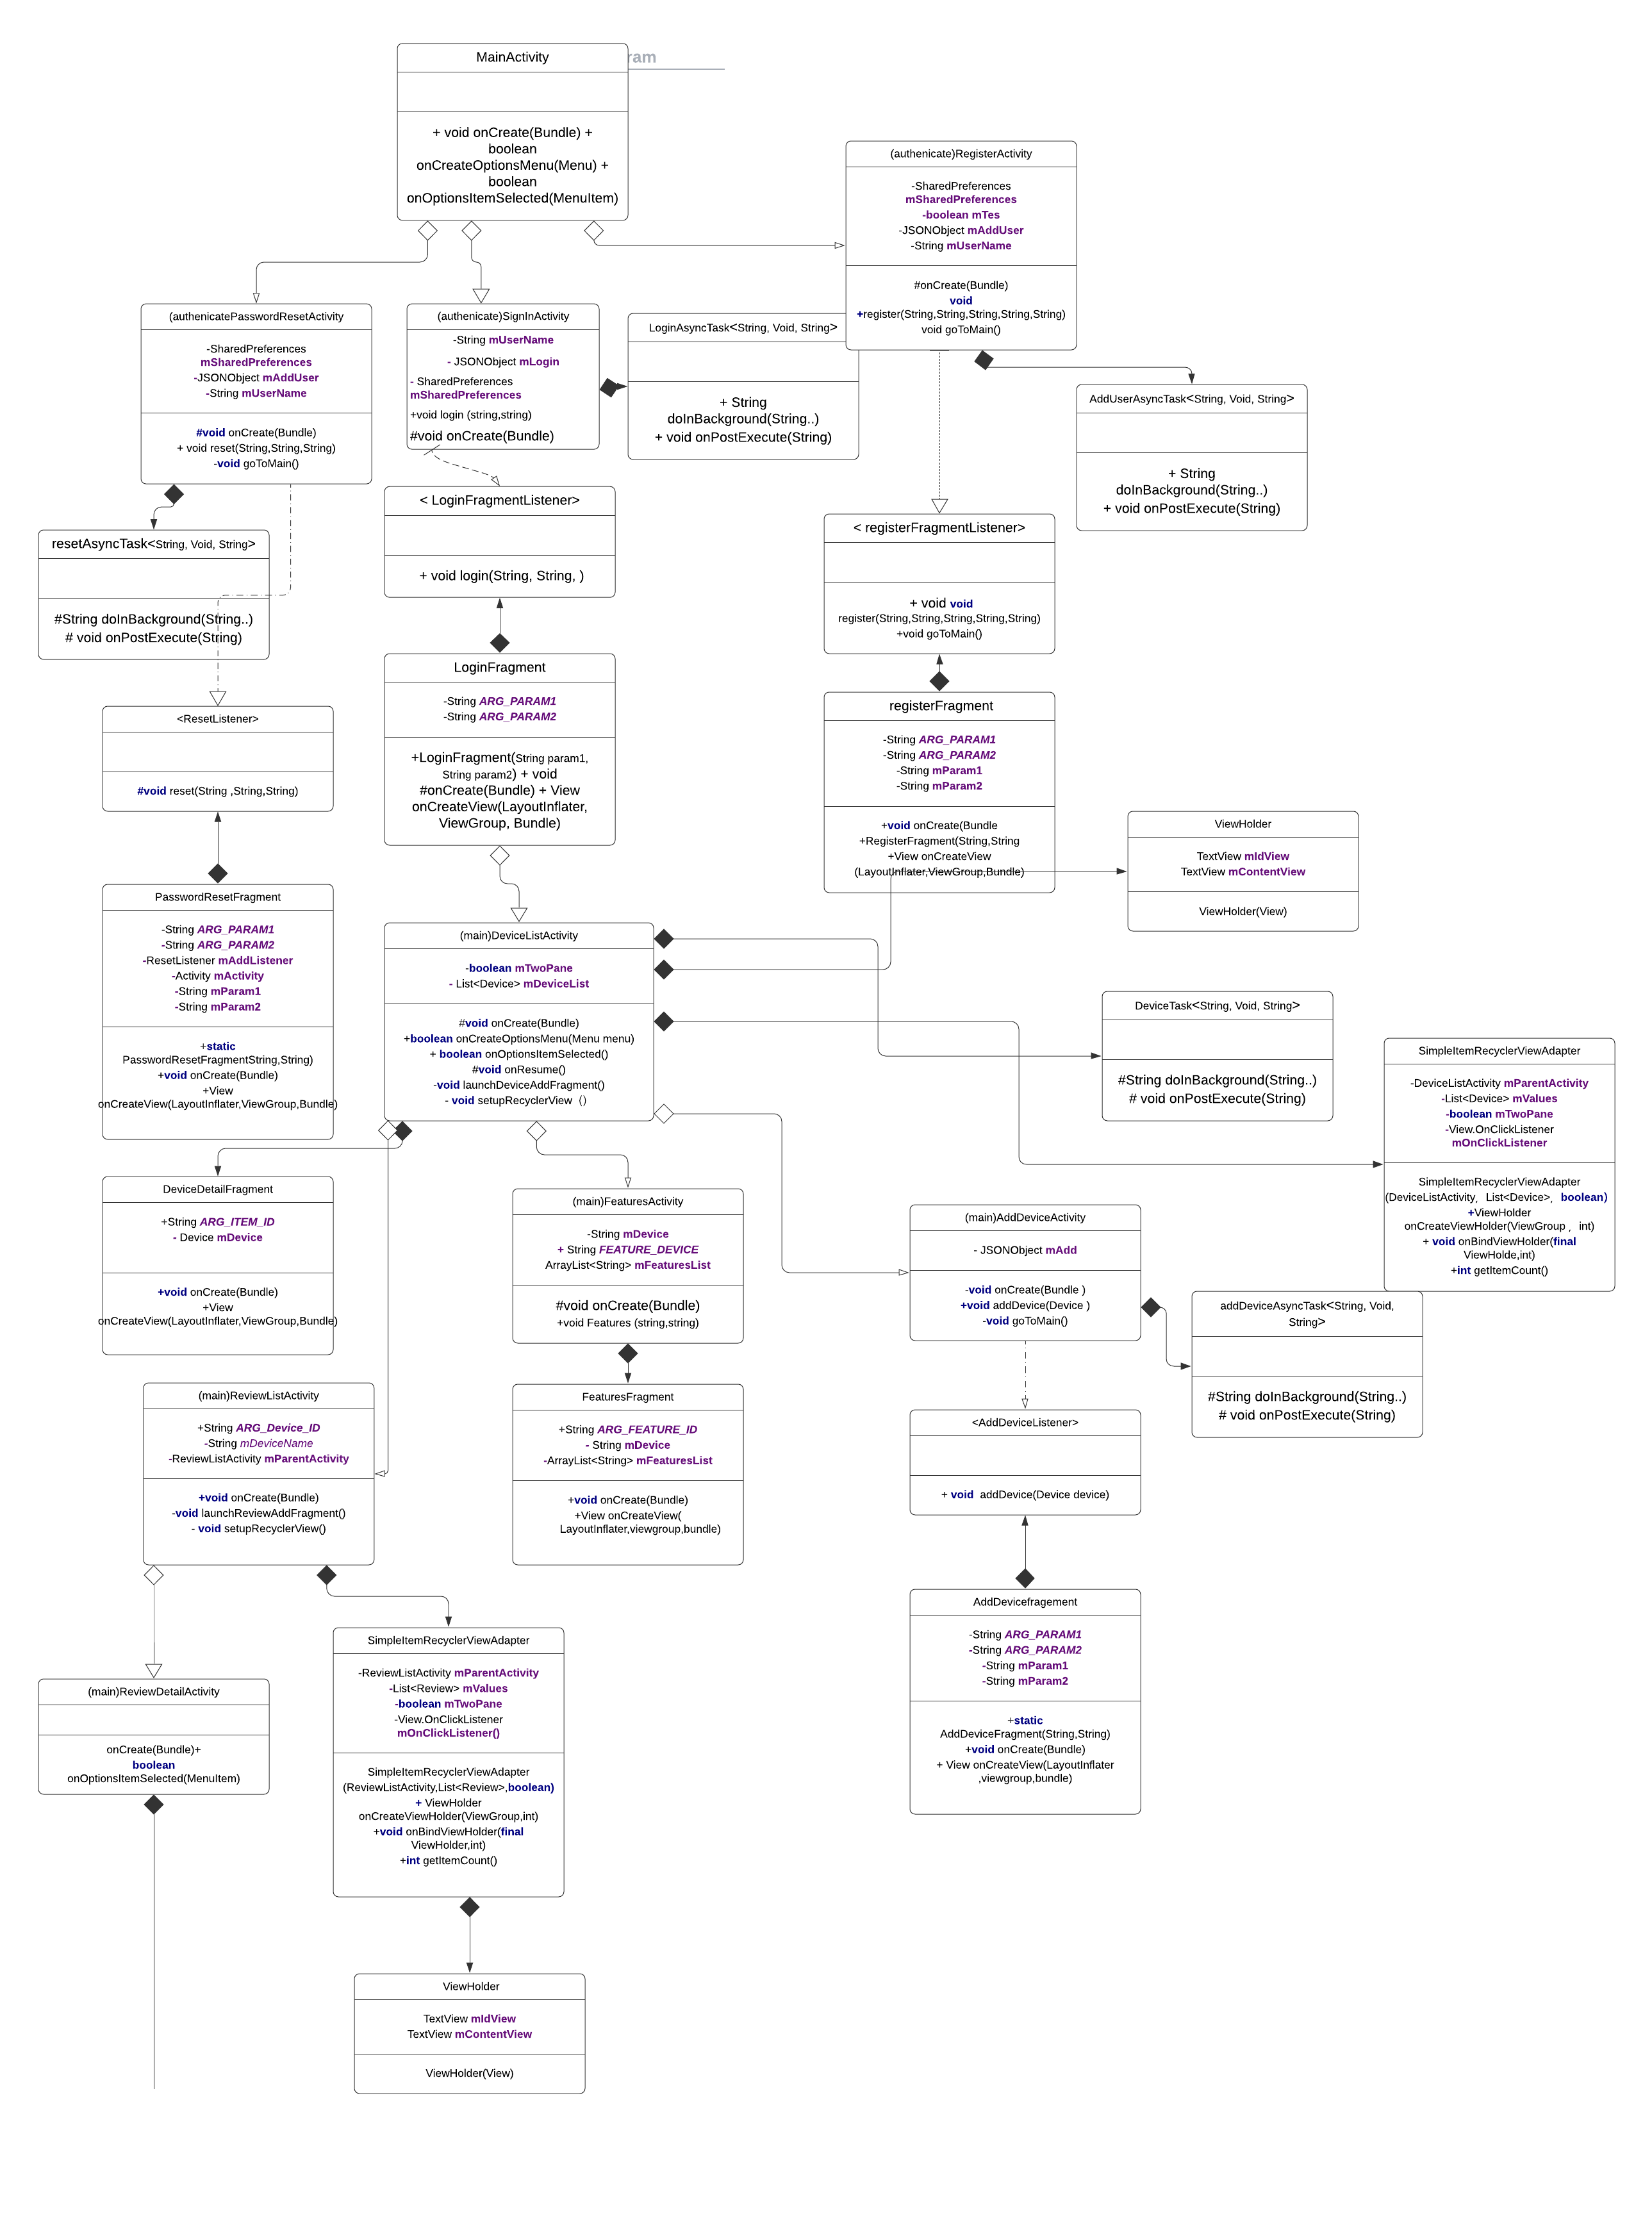 MainActivity
ram
+ void onCreate(Bundle) +
boolean
onCreateOptionsMenu(Menu) +
boolean
onOptionsItemSelected(MenuItem)
(authenicate)RegisterActivity
-SharedPreferences
mSharedPreferences
-boolean mTes
-JSONObject mAddUser
-String mUserName
#onCreate(Bundle)
void
+register(String,String,String,String,String)
void goToMain()
(authenicatePasswordResetActivity
-SharedPreferences
mSharedPreferences
-JSONObject mAddUser
-String mUserName
#void onCreate(Bundle)
+ void reset(String,String,String)
-void goToMain()
(authenicate)SignInActivity
-String mUserName
- JSONObject mLogin
- SharedPreferences
mSharedPreferences
+void login (string,string)
#void onCreate(Bundle)
LoginAsyncTask<String, Void, String>
+ String
doInBackground(String..)
+ void onPostExecute(String)
AddUserAsyncTask<String, Void, String>
+ String
doInBackground(String..)
+ void onPostExecute(String)
resetAsyncTask<String, Void, String>
#String doInBackground(String..)
# void onPostExecute(String)
< LoginFragmentListener>
+ void login(String, String, )
< registerFragmentListener>
+ void void
register(String,String,String,String,String)
+void goToMain()
<ResetListener>
#void reset(String ,String,String)
LoginFragment
-String ARG_PARAM1
-String ARG_PARAM2
+LoginFragment(String param1,
String param2) + void
#onCreate(Bundle) + View
onCreateView(LayoutInflater,
ViewGroup, Bundle)
registerFragment
-String ARG_PARAM1
-String ARG_PARAM2
-String mParam1
-String mParam2
+void onCreate(Bundle
+RegisterFragment(String,String
+View onCreateView
(LayoutInflater,ViewGroup,Bundle)
ViewHolder
TextView mIdView
TextView mContentView
ViewHolder(View)
PasswordResetFragment
-String ARG_PARAM1
-String ARG_PARAM2
-ResetListener mAddListener
-Activity mActivity
-String mParam1
-String mParam2
+static
PasswordResetFragmentString,String)
+void onCreate(Bundle)
+View
onCreateView(LayoutInflater,ViewGroup,Bundle)
(main)DeviceListActivity
-boolean mTwoPane
- List<Device> mDeviceList
#void onCreate(Bundle)
+boolean onCreateOptionsMenu(Menu menu)
+ boolean onOptionsItemSelected()
#void onResume()
-void launchDeviceAddFragment()
- void setupRecyclerView（）
DeviceTask<String, Void, String>
#String doInBackground(String..)
# void onPostExecute(String)
SimpleItemRecyclerViewAdapter
-DeviceListActivity mParentActivity
-List<Device> mValues
-boolean mTwoPane
-View.OnClickListener
mOnClickListener
SimpleItemRecyclerViewAdapter
(DeviceListActivity，List<Device>，boolean）
+ViewHolder
onCreateViewHolder(ViewGroup ，int)
+ void onBindViewHolder(final
ViewHolde,int)
+int getItemCount()
DeviceDetailFragment
+String ARG_ITEM_ID
- Device mDevice
+void onCreate(Bundle)
+View
onCreateView(LayoutInflater,ViewGroup,Bundle)
(main)FeaturesActivity
-String mDevice
+ String FEATURE_DEVICE
ArrayList<String> mFeaturesList
#void onCreate(Bundle)
+void Features (string,string)
(main)AddDeviceActivity
- JSONObject mAdd
-void onCreate(Bundle )
+void addDevice(Device )
-void goToMain()
addDeviceAsyncTask<String, Void,
String>
#String doInBackground(String..)
# void onPostExecute(String)
(main)ReviewListActivity
+String ARG_Device_ID
-String mDeviceName
-ReviewListActivity mParentActivity
+void onCreate(Bundle)
-void launchReviewAddFragment()
- void setupRecyclerView()
FeaturesFragment
+String ARG_FEATURE_ID
- String mDevice
-ArrayList<String> mFeaturesList
+void onCreate(Bundle)
+View onCreateView(
LayoutInflater,viewgroup,bundle)
<AddDeviceListener>
+ void addDevice(Device device)
AddDevicefragement
-String ARG_PARAM1
-String ARG_PARAM2
-String mParam1
-String mParam2
+static
AddDeviceFragment(String,String)
+void onCreate(Bundle)
+ View onCreateView(LayoutInflater
,viewgroup,bundle)
(main)ReviewDetailActivity
onCreate(Bundle)+
boolean
onOptionsItemSelected(MenuItem)
SimpleItemRecyclerViewAdapter
-ReviewListActivity mParentActivity
-List<Review> mValues
-boolean mTwoPane
-View.OnClickListener
mOnClickListener()
SimpleItemRecyclerViewAdapter
(ReviewListActivity,List<Review>,boolean)
+ ViewHolder
onCreateViewHolder(ViewGroup,int)
+void onBindViewHolder(final
ViewHolder,int)
+int getItemCount()
ViewHolder
TextView mIdView
TextView mContentView
ViewHolder(View)